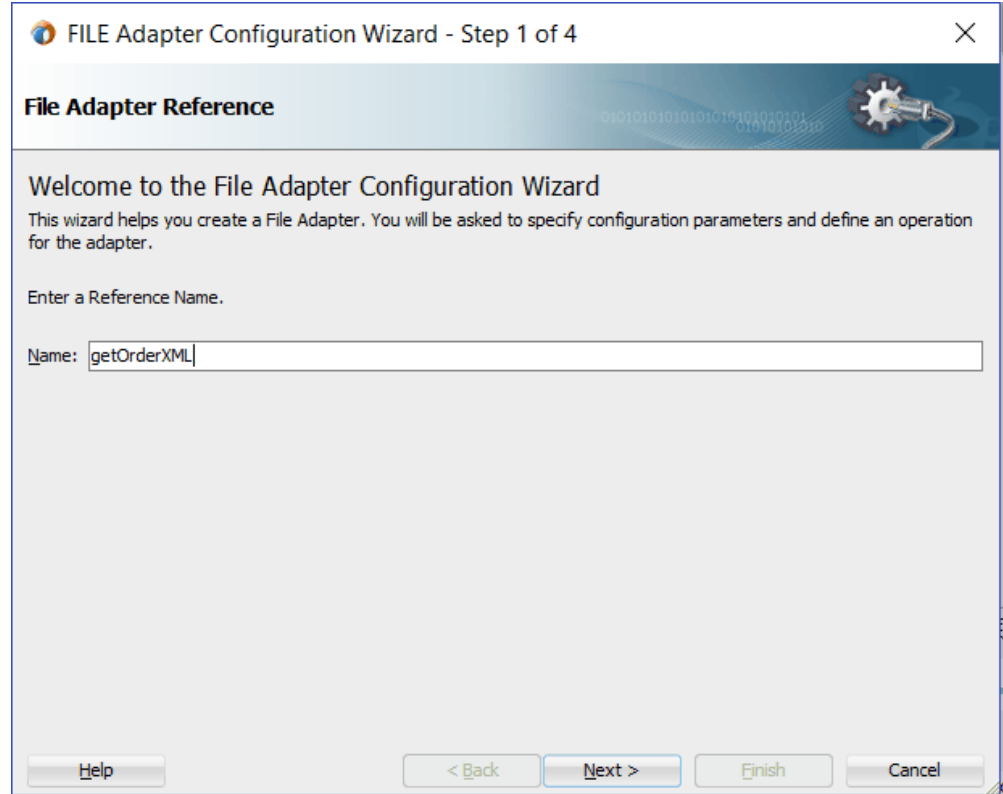 FILE Adapter Configuration Wizard - Step 1 of 4
File Adapter Reference
Welcome to the File Adapter Configuration Wizard
This wizard helps you create a File Adapter. You will be asked to specify configuration parameters and define an operation
for the adapter.
Enter a Reference Name.
Name: getOrderXML
Help < Back Next > Finish Cancel